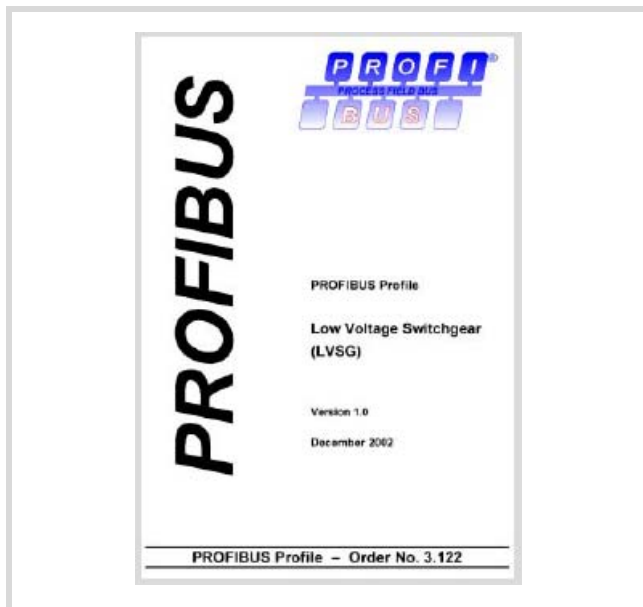 PROFIBUS
PROFI®
PROCESS FIELD BUS
BUS
PROFIBUS Profile
Low Voltage Switchgear
(LVSG)
Version 1.0
December 2002
PROFIBUS Profile – Order No. 3.122